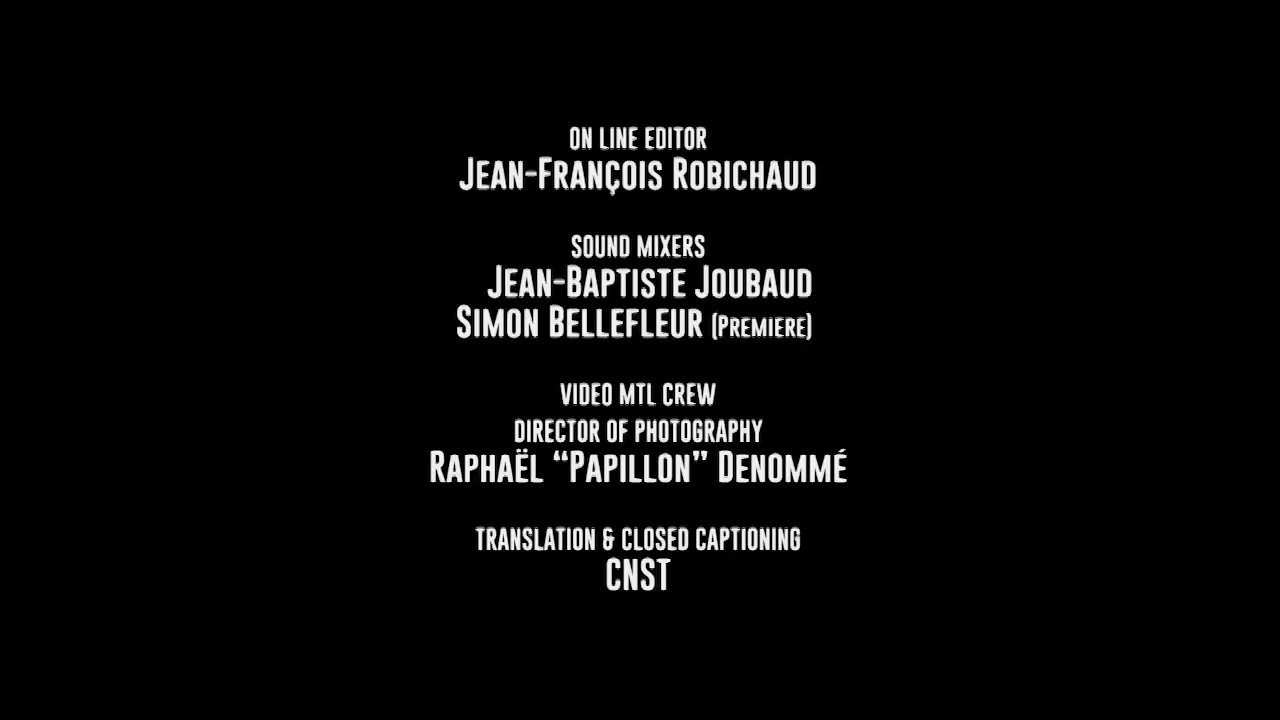 ON LINE EDITOR
JEAN-FRANÇOIS ROBICHAUD
SOUND MIXERS
JEAN-BAPTISTE JOUBAUD
SIMON BELLEFLEUR (PREMIERE)
VIDEO MTL CREW
DIRECTOR OF PHOTOGRAPHY
RAPHAËL “PAPILLON” DENOMMÉ
TRANSLATION & CLOSED CAPTIONING
CNST